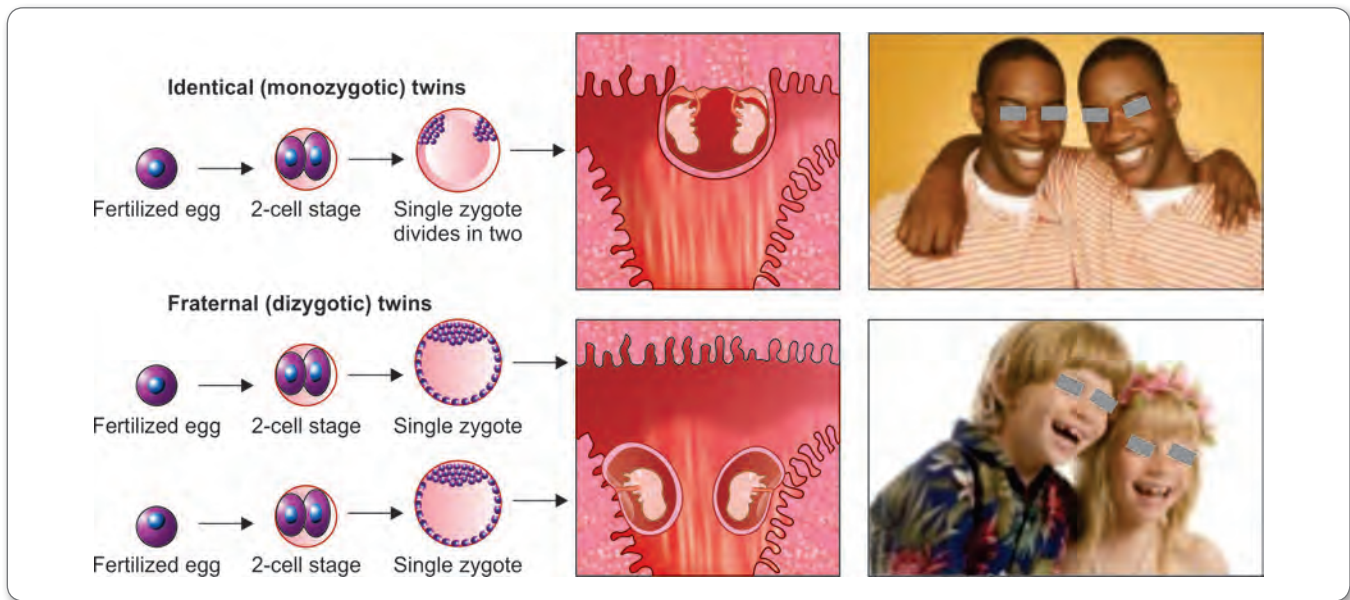 Identical (monozygotic) twins
Fertilized egg
2-cell stage
Single zygote
divides in two
Fraternal (dizygotic) twins
Fertilized egg
2-cell stage
Single zygote
Fertilized egg
2-cell stage
Single zygote